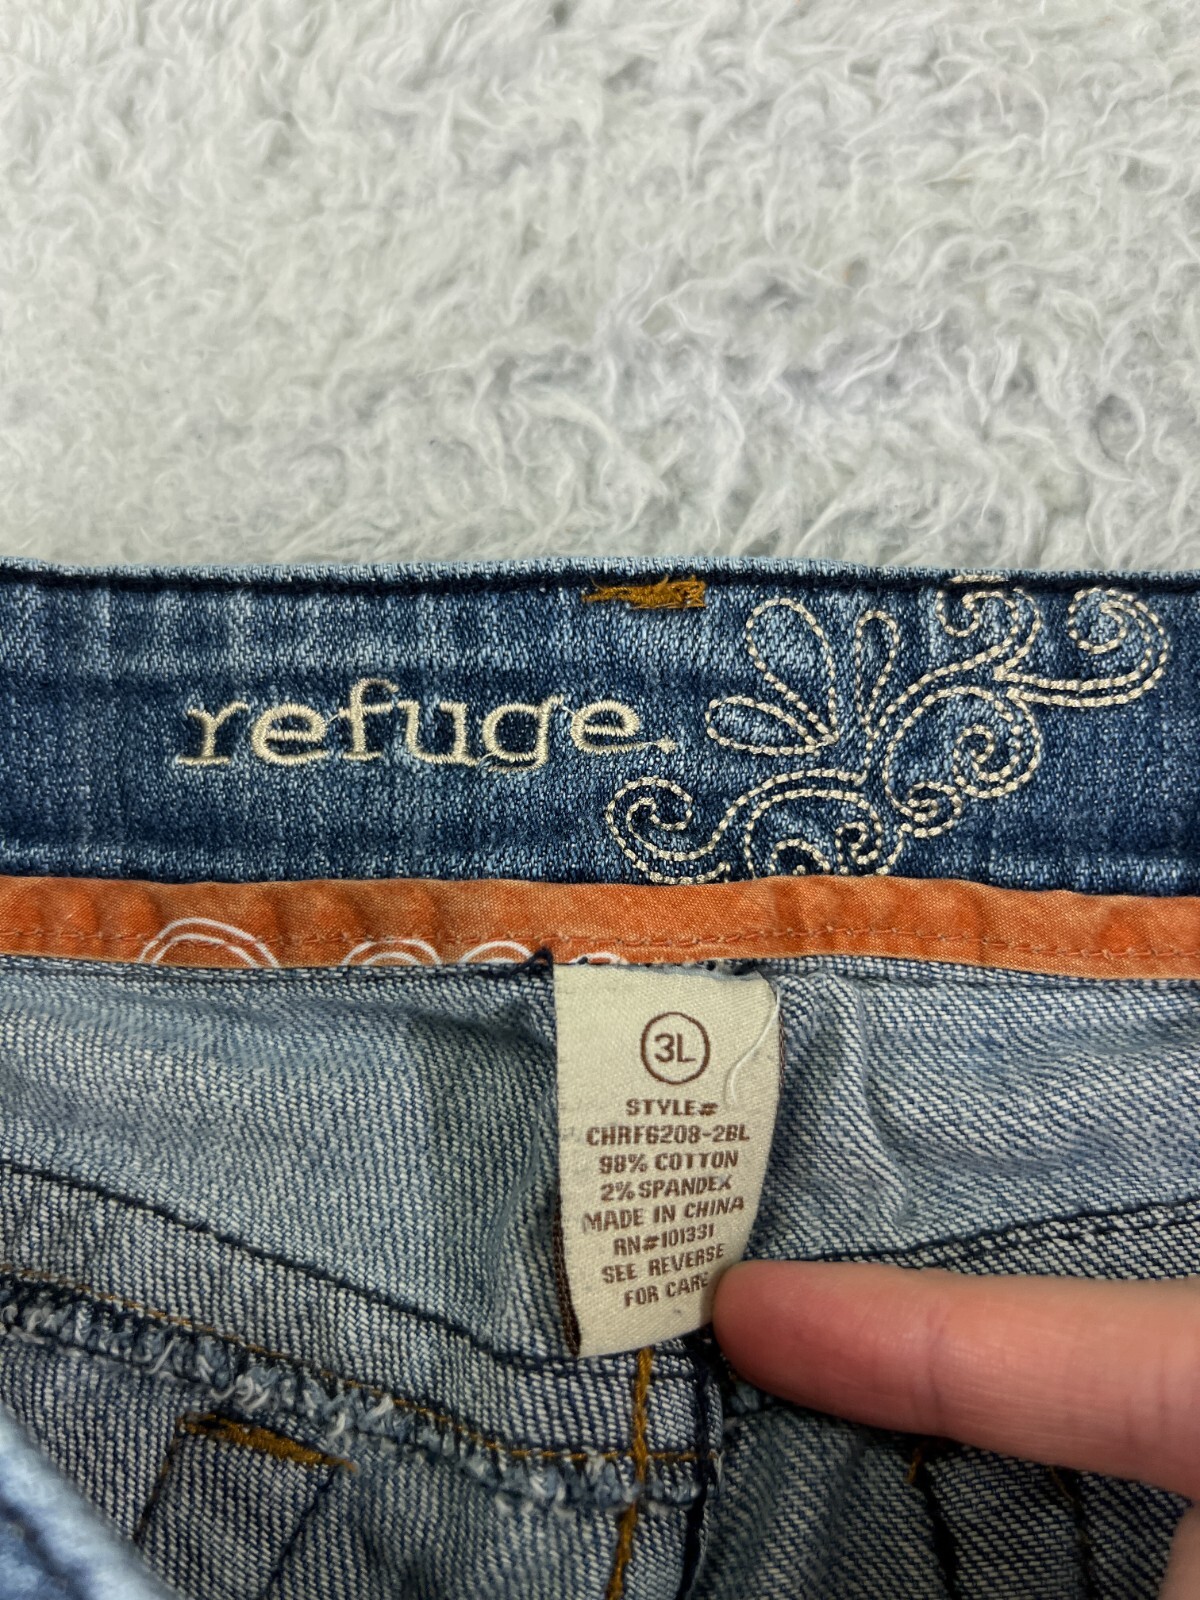 refuge.
3L
STYLE#
CHRF6208-2BL
98% COTTON
2% SPANDEX
MADE IN CHINA
RN#101331
SEE REVERSE
FOR CARE